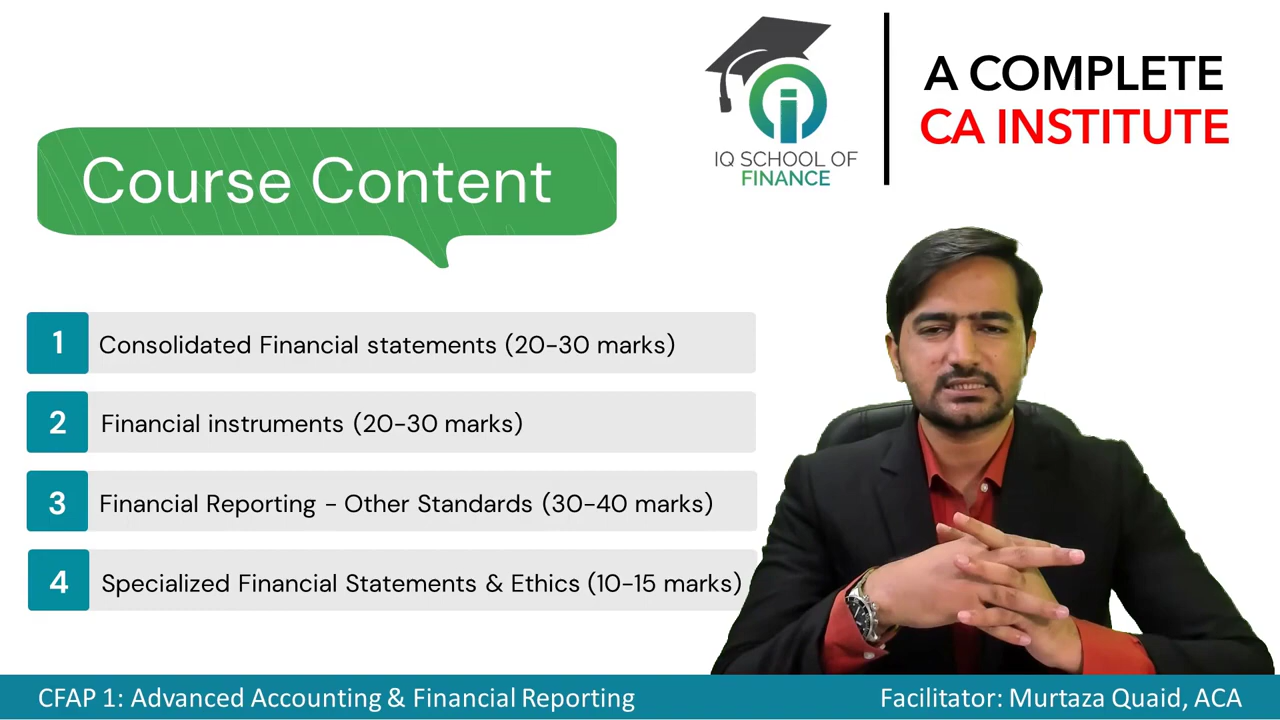 A COMPLETE
CA INSTITUTE
IQ SCHOOL OF
FINANCE
Course Content
1 Consolidated Financial statements (20-30 marks)
2 Financial instruments (20-30 marks)
3 Financial Reporting - Other Standards (30-40 marks)
4 Specialized Financial Statements & Ethics (10-15 marks)
CFAP 1: Advanced Accounting & Financial Reporting
Facilitator: Murtaza Quaid, ACA